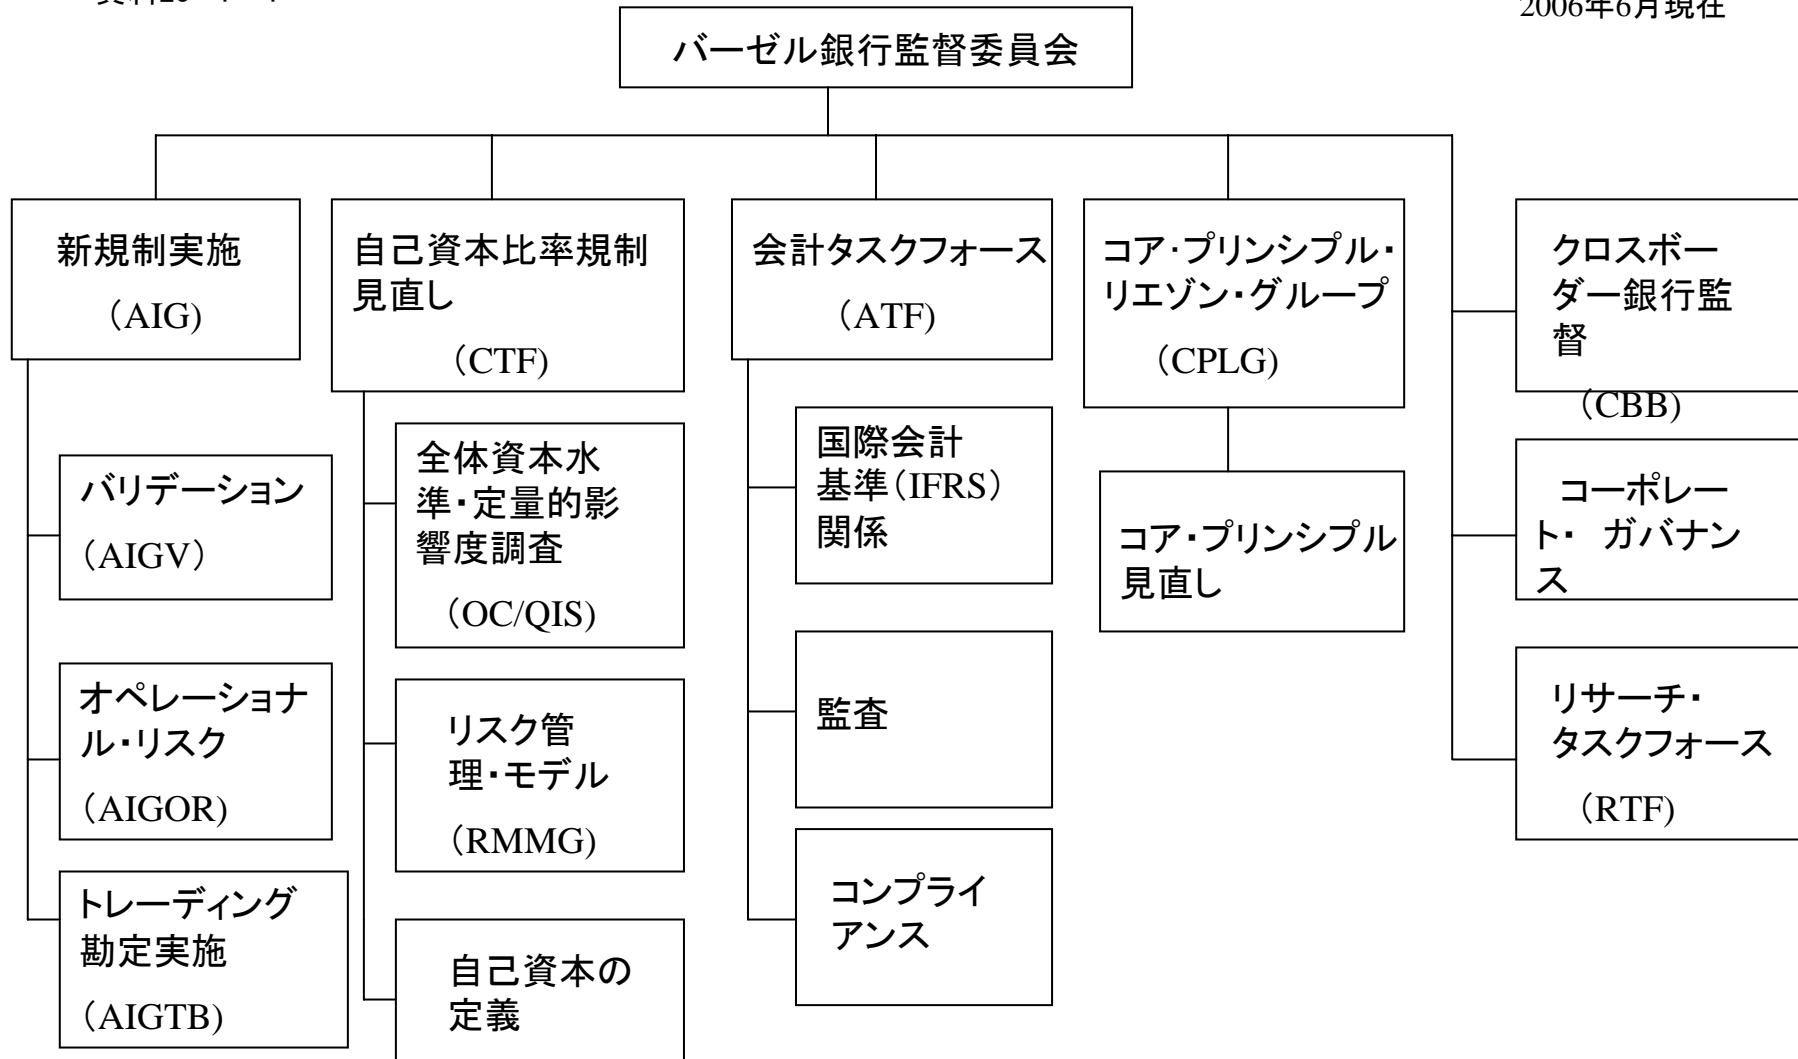 2006年6月現在
バーゼル銀行監督委員会
新規制実施
（AIG)
自己資本比率規制
見直し
（CTF)
会計タスクフォース
（ATF)
コア・プリンシプル・
リエゾン・グループ
（CPLG)
クロスボー
ダー銀行監
督
（CBB)
バリデーション
（AIGV）
オペレーショナ
ル・リスク
（AIGOR)
トレーディング
勘定実施
（AIGTB)
全体資本水
準・定量的影
響度調査
（OC/QIS)
リスク管
理・モデル
（RMMG)
自己資本の
定義
国際会計
基準（IFRS）
関係
監査
コンプライ
アンス
コア・プリンシプル
見直し
コーポレー
ト・ ガバナン
ス
リサーチ・
タスクフォース
（RTF)